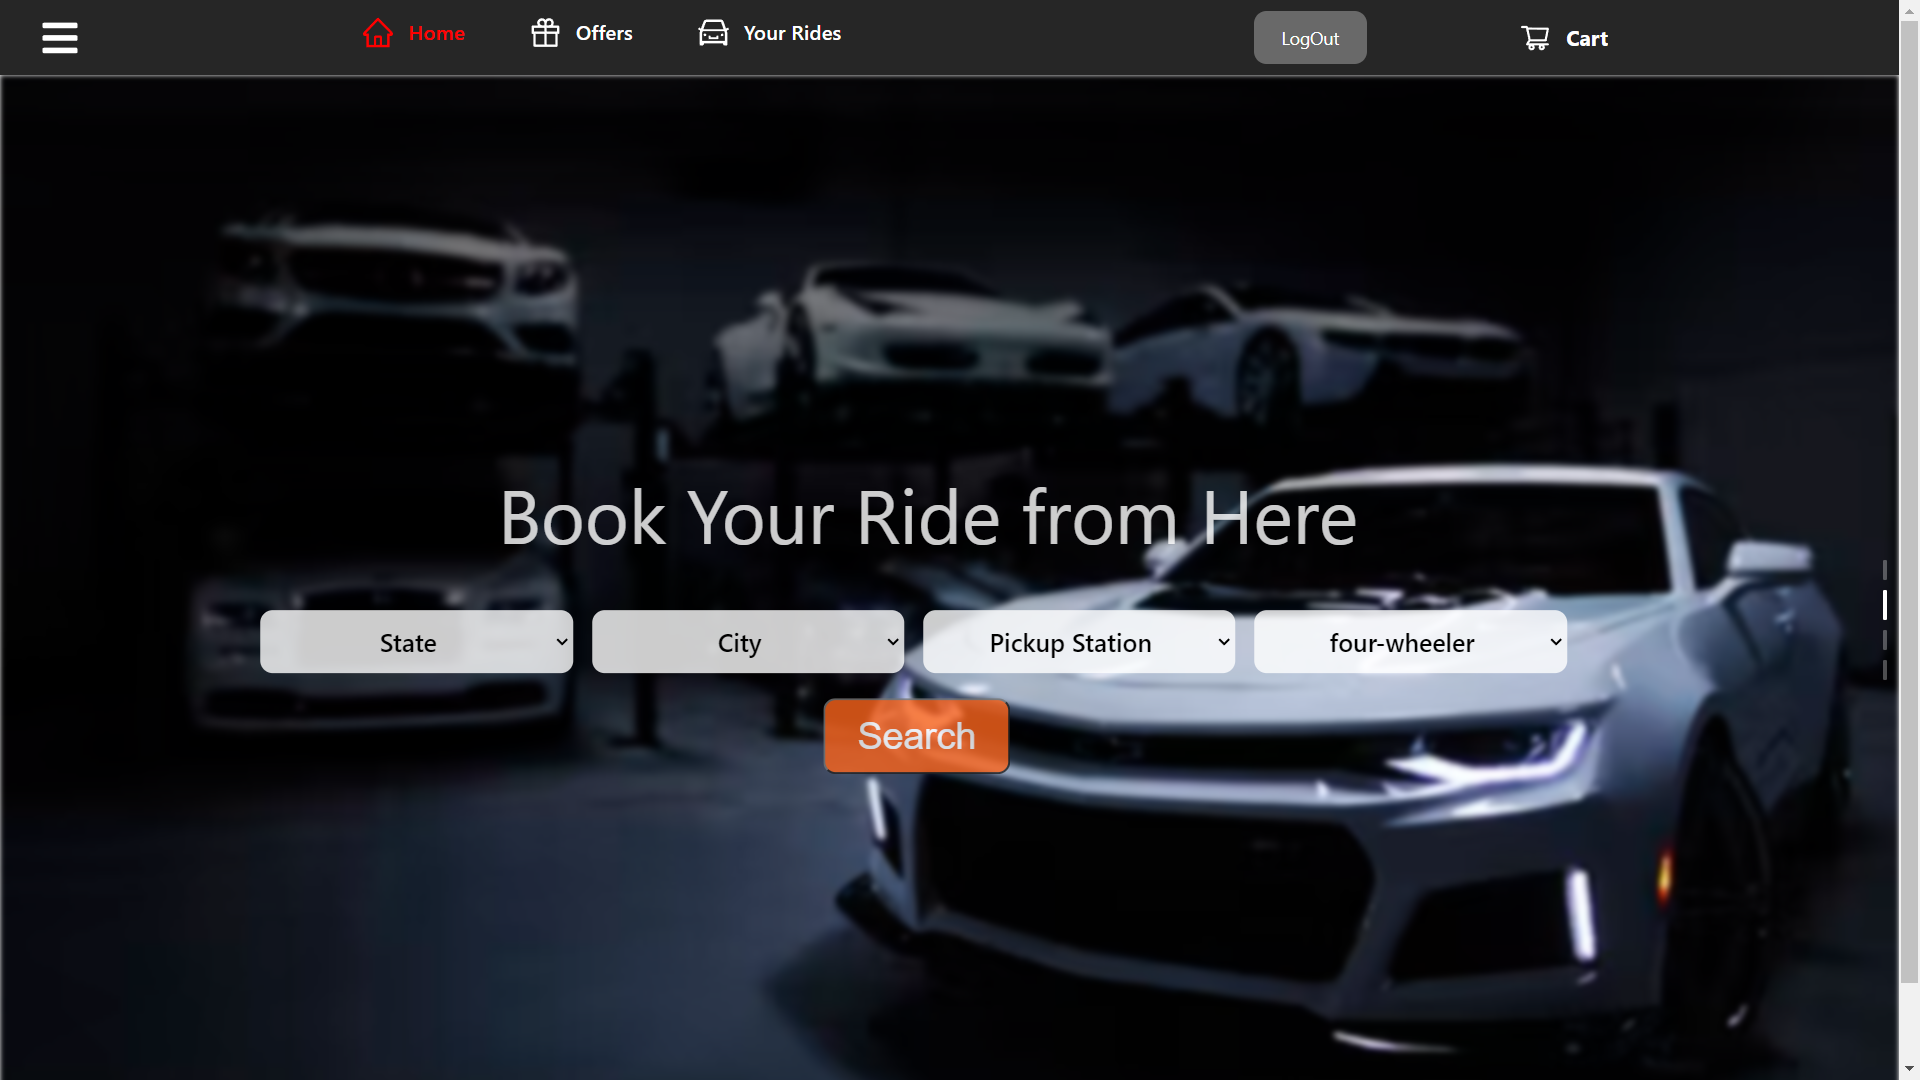 Home Offers Your Rides LogOut Cart
Book Your Ride from Here
State City Pickup Station four-wheeler
Search